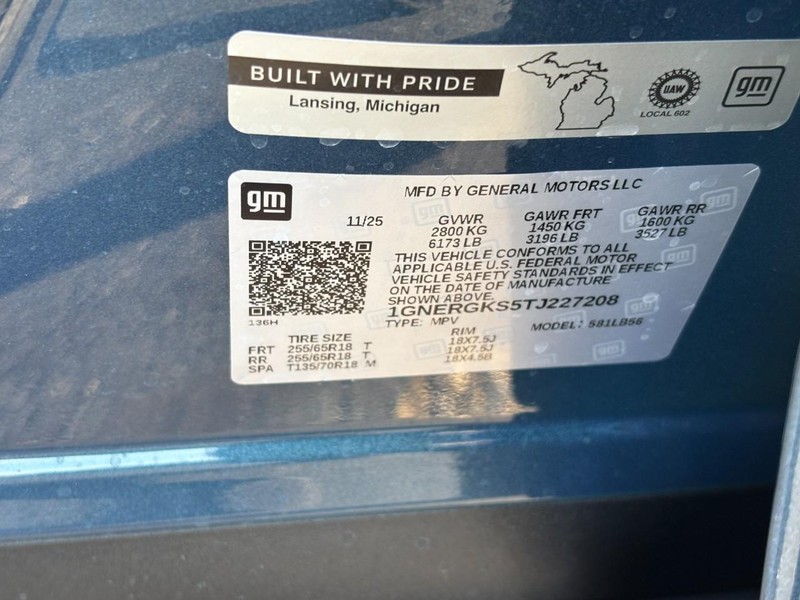 BUILT WITH PRIDE
Lansing, Michigan
UAW
LOCAL 602
gm
gm
MFD BY GENERAL MOTORS LLC
11/25
GVWR
2800 KG
6173 LB
GAWR FRT
1450 KG
3196 LB
GAWR RR
1600 KG
3527 LB
THIS VEHICLE CONFORMS TO ALL
APPLICABLE U.S. FEDERAL MOTOR
VEHICLE SAFETY STANDARDS IN EFFECT
ON THE DATE OF MANUFACTURE
SHOWN ABOVE.
1GNERGKS5TJ227208
TYPE: MPV
MODEL: 581LB56
136H
TIRE SIZE
RIM
FRT 255/65R18 T 18X7.5J
RR 255/65R18 T 18X7.5J
SPA T135/70R18 M 18X4.5B